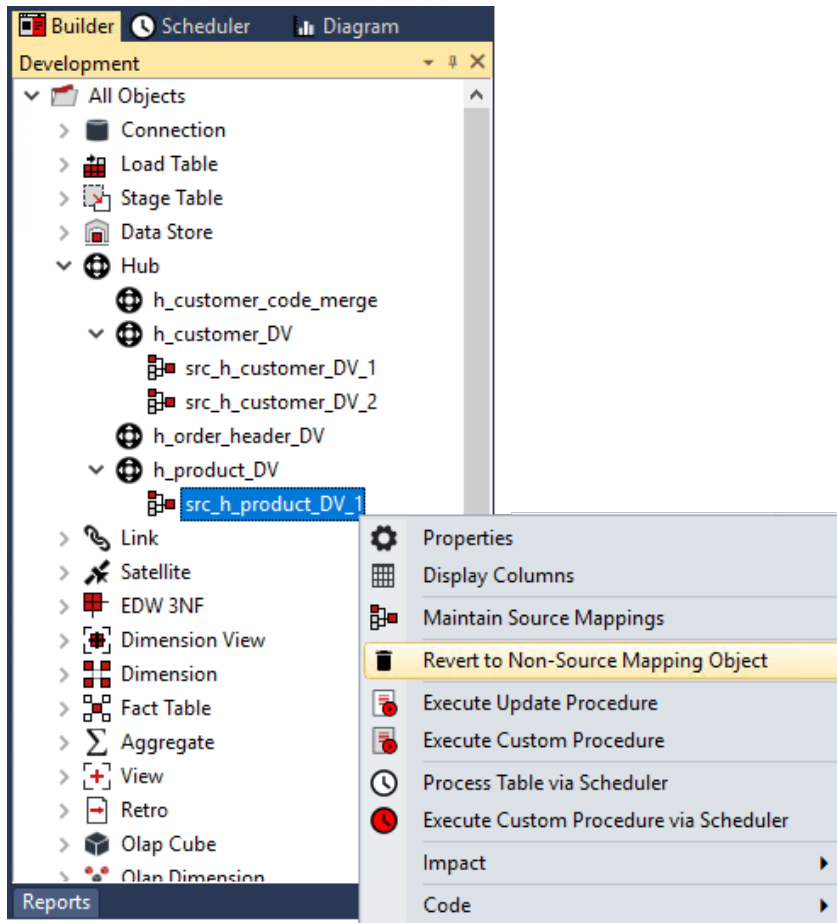 Builder Scheduler Diagram
Development
All Objects
Connection
Load Table
Stage Table
Data Store
Hub
h_customer_code_merge
h_customer_DV
src_h_customer_DV_1
src_h_customer_DV_2
h_order_header_DV
h_product_DV
src_h_product_DV_1
Link
Satellite
EDW 3NF
Dimension View
Dimension
Fact Table
Aggregate
View
Retro
Olap Cube
Olap Dimension
Reports
Properties
Display Columns
Maintain Source Mappings
Revert to Non-Source Mapping Object
Execute Update Procedure
Execute Custom Procedure
Process Table via Scheduler
Execute Custom Procedure via Scheduler
Impact
Code